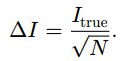 ΔI = I_true / √N.